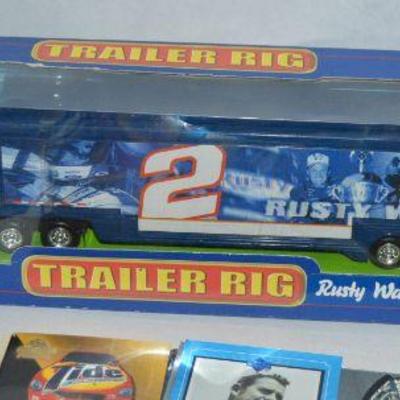 TRAILER RIG
2
RUSTY W
TRAILER RIG
Rusty Wa
Tide